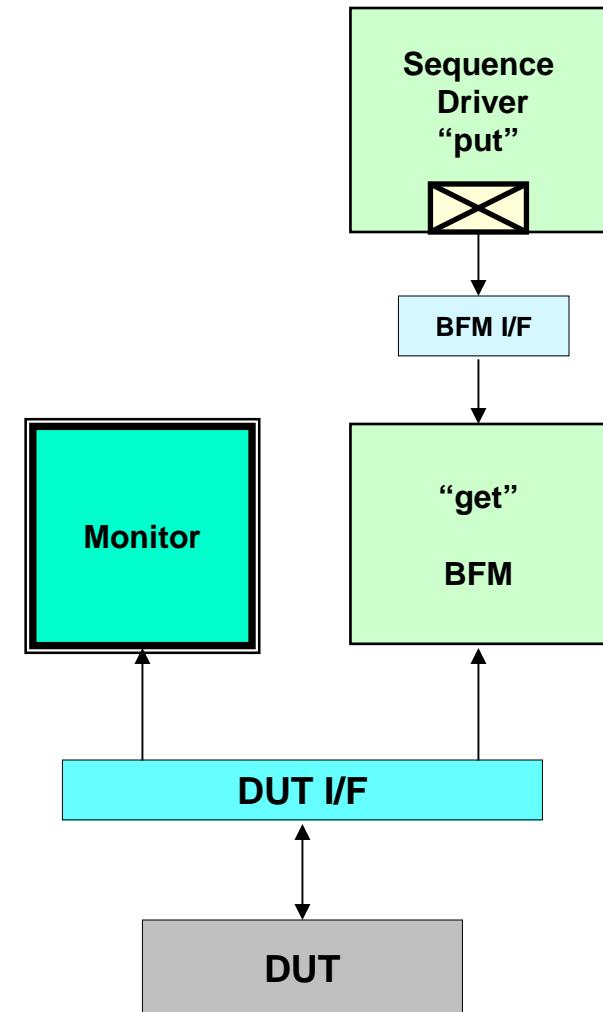 Sequence
Driver
“put”
BFM I/F
Monitor
“get”
BFM
DUT I/F
DUT